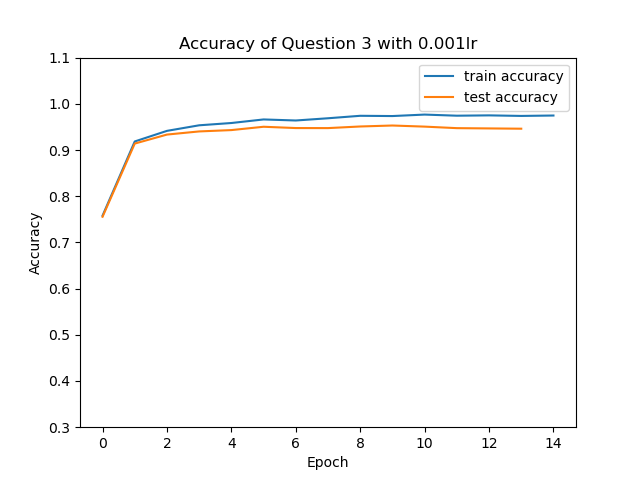 Accuracy of Question 3 with 0.001lr
1.1
1.0
0.9
0.8
0.7
0.6
0.5
0.4
0.3
Accuracy
train accuracy
test accuracy
0 2 4 6 8 10 12 14
Epoch